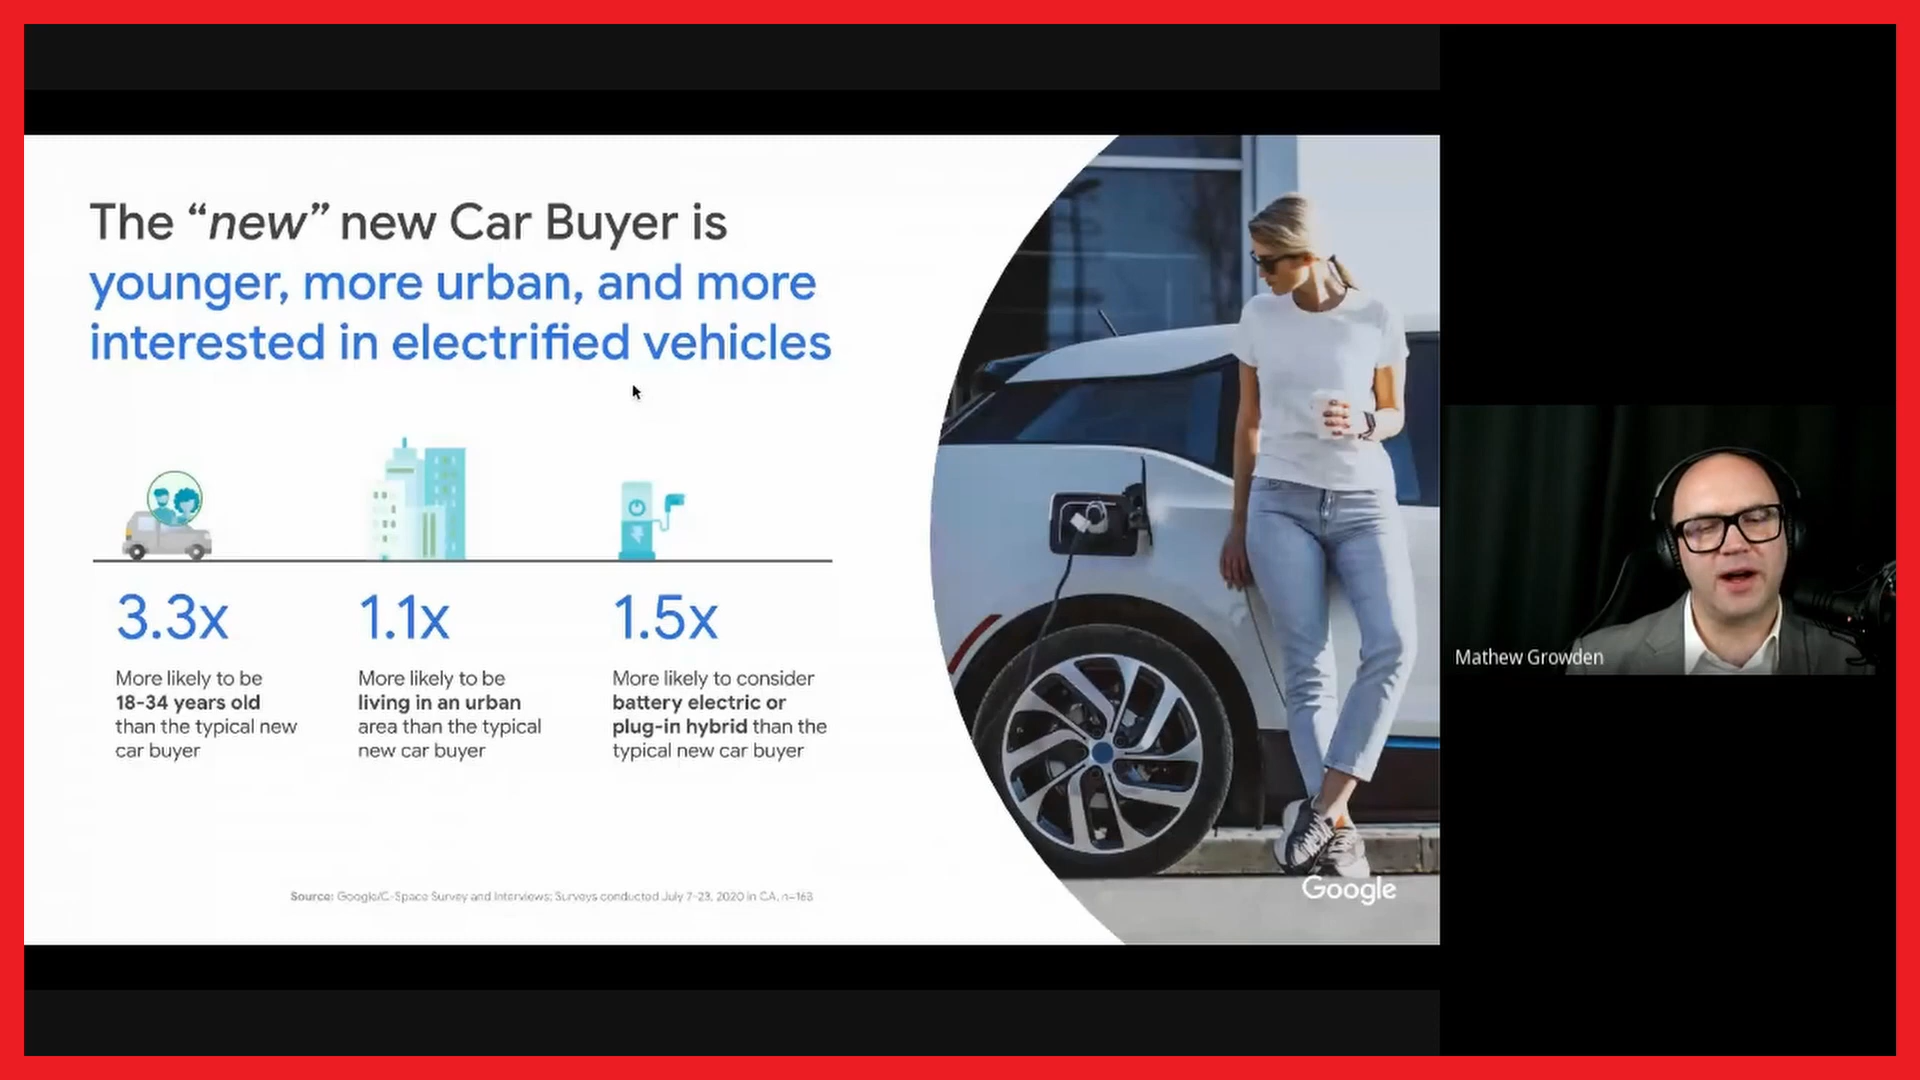 The “new” new Car Buyer is
younger, more urban, and more
interested in electrified vehicles
3.3x
More likely to be
18-34 years old
than the typical new
car buyer
1.1x
More likely to be
living in an urban
area than the typical
new car buyer
1.5x
More likely to consider
battery electric or
plug-in hybrid than the
typical new car buyer
Source: Google/C-Space Survey and Interviews; Surveys conducted July 7-23, 2020 in CA, n=163
Google
Mathew Growden